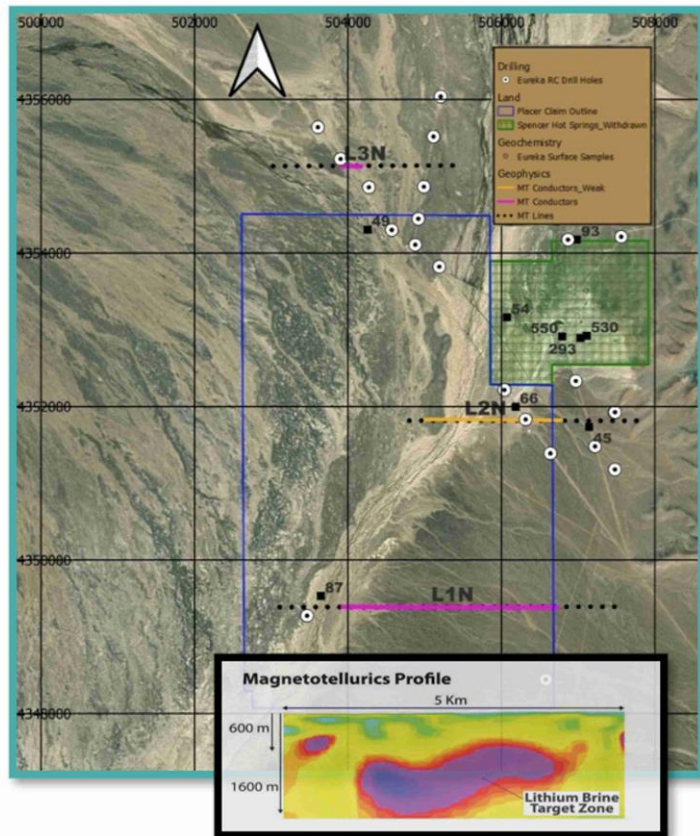 500000 502000 504000 506000 508000
Drilling
Eureka RC Drill Holes
Land
Placer Claim Outline
Spencer Hot Springs_Withdrawn
Geochemistry
Eureka Surface Samples
Geophysics
MT Conductors_Weak
MT Conductors
MT Lines
4355000
L3N
49
93
4354000
54
550
530
293
4352000
66
L2N
45
4350000
87
L1N
4348000
Magnetotellurics Profile
5 Km
600 m
1600 m
Lithium Brine
Target Zone